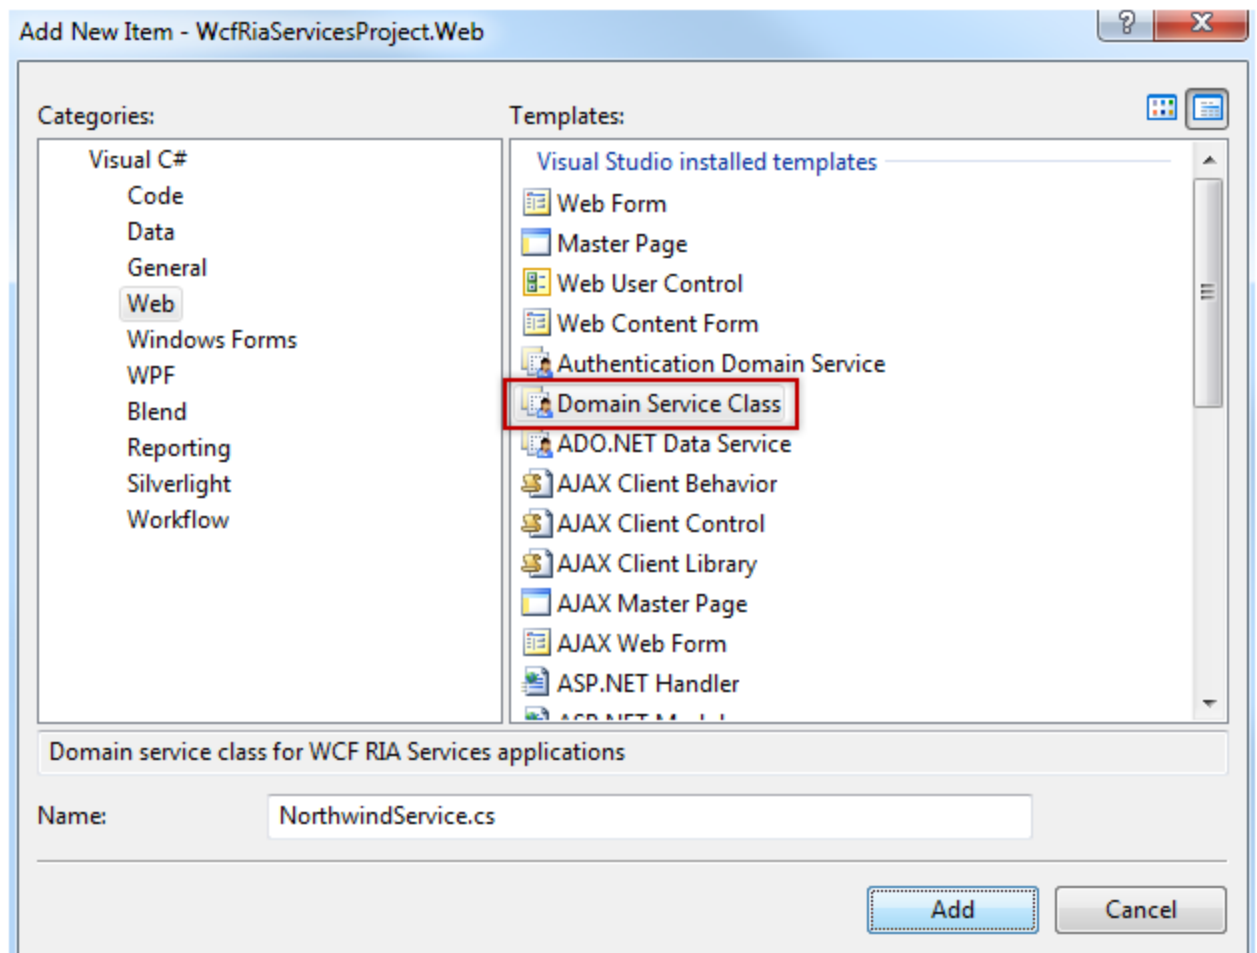 Add New Item - WcfRiaServicesProject.Web
Categories:
Templates:
Visual C#
Code
Data
General
Web
Windows Forms
WPF
Blend
Reporting
Silverlight
Workflow
Visual Studio installed templates
Web Form
Master Page
Web User Control
Web Content Form
Authentication Domain Service
Domain Service Class
ADO.NET Data Service
AJAX Client Behavior
AJAX Client Control
AJAX Client Library
AJAX Master Page
AJAX Web Form
ASP.NET Handler
Domain service class for WCF RIA Services applications
Name:
NorthwindService.cs
Add
Cancel